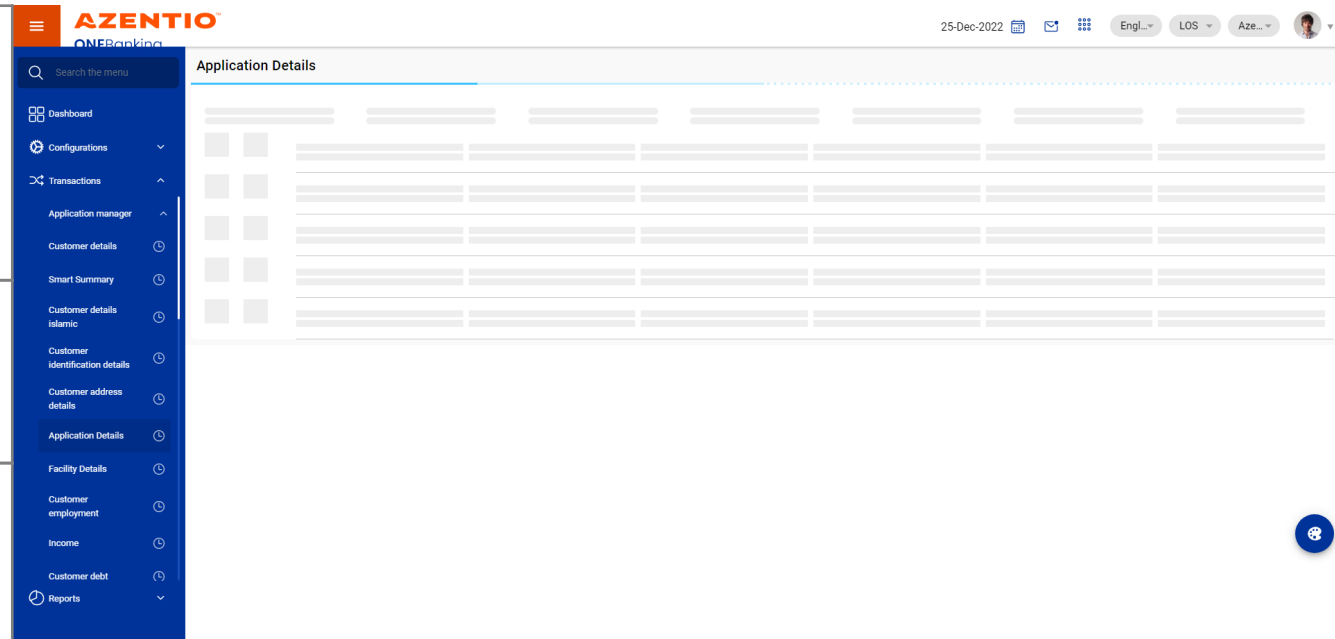 AZENTIO™
ONEBanking
25-Dec-2022
Engl...
LOS
Aze...
Search the menu
Application Details
Dashboard
Configurations
Transactions
Application manager
Customer details
Smart Summary
Customer details
islamic
Customer
identification details
Customer address
details
Application Details
Facility Details
Customer
employment
Income
Customer debt
Reports